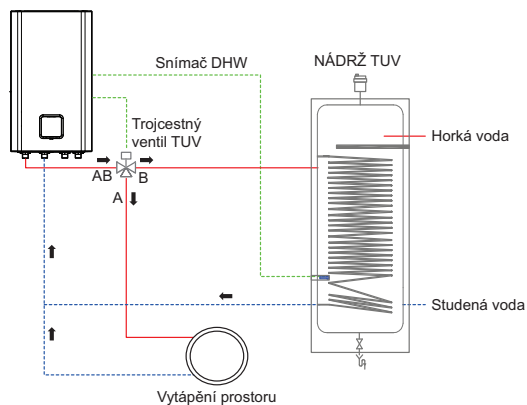 Snímač DHW
NÁDRŽ TUV
Trojcestný
ventil TUV
Horká voda
AB
B
A
Studená voda
Vytápění prostoru